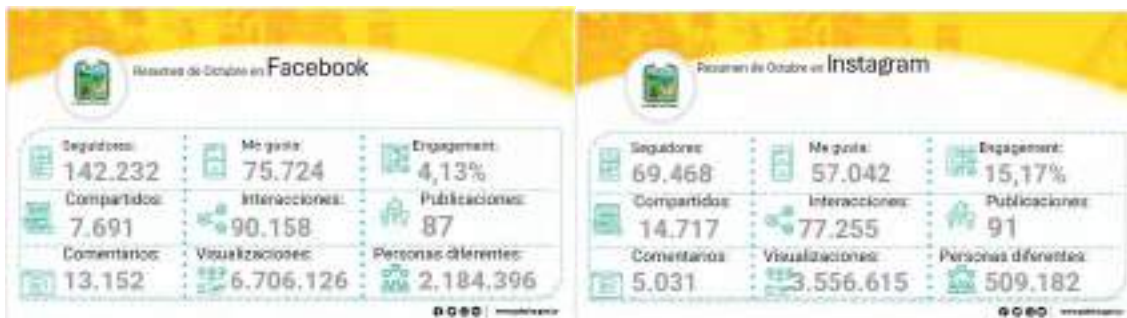 Resumen de Octubre en Facebook
Seguidores:
142.232
Me gusta:
75.724
Engagement:
4,13%
Compartidos:
7.691
Interacciones:
90.158
Publicaciones:
87
Comentarios:
13.152
Visualizaciones:
6.706.126
Personas diferentes:
2.184.396
Resumen de Octubre en Instagram
Seguidores:
69.468
Me gusta:
57.042
Engagement:
15,17%
Compartidos:
14.717
Interacciones:
77.255
Publicaciones:
91
Comentarios:
5.031
Visualizaciones:
3.556.615
Personas diferentes:
509.182